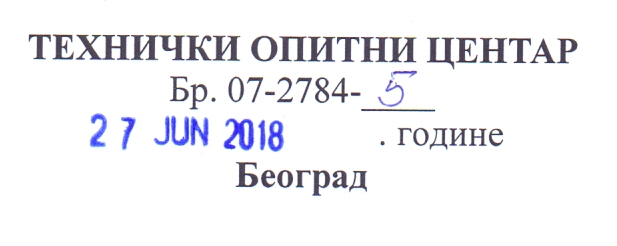 ТЕХНИЧКИ ОПИТНИ ЦЕНТАР
Бр. 07-2784-5
27 JUN 2018 . године
Београд